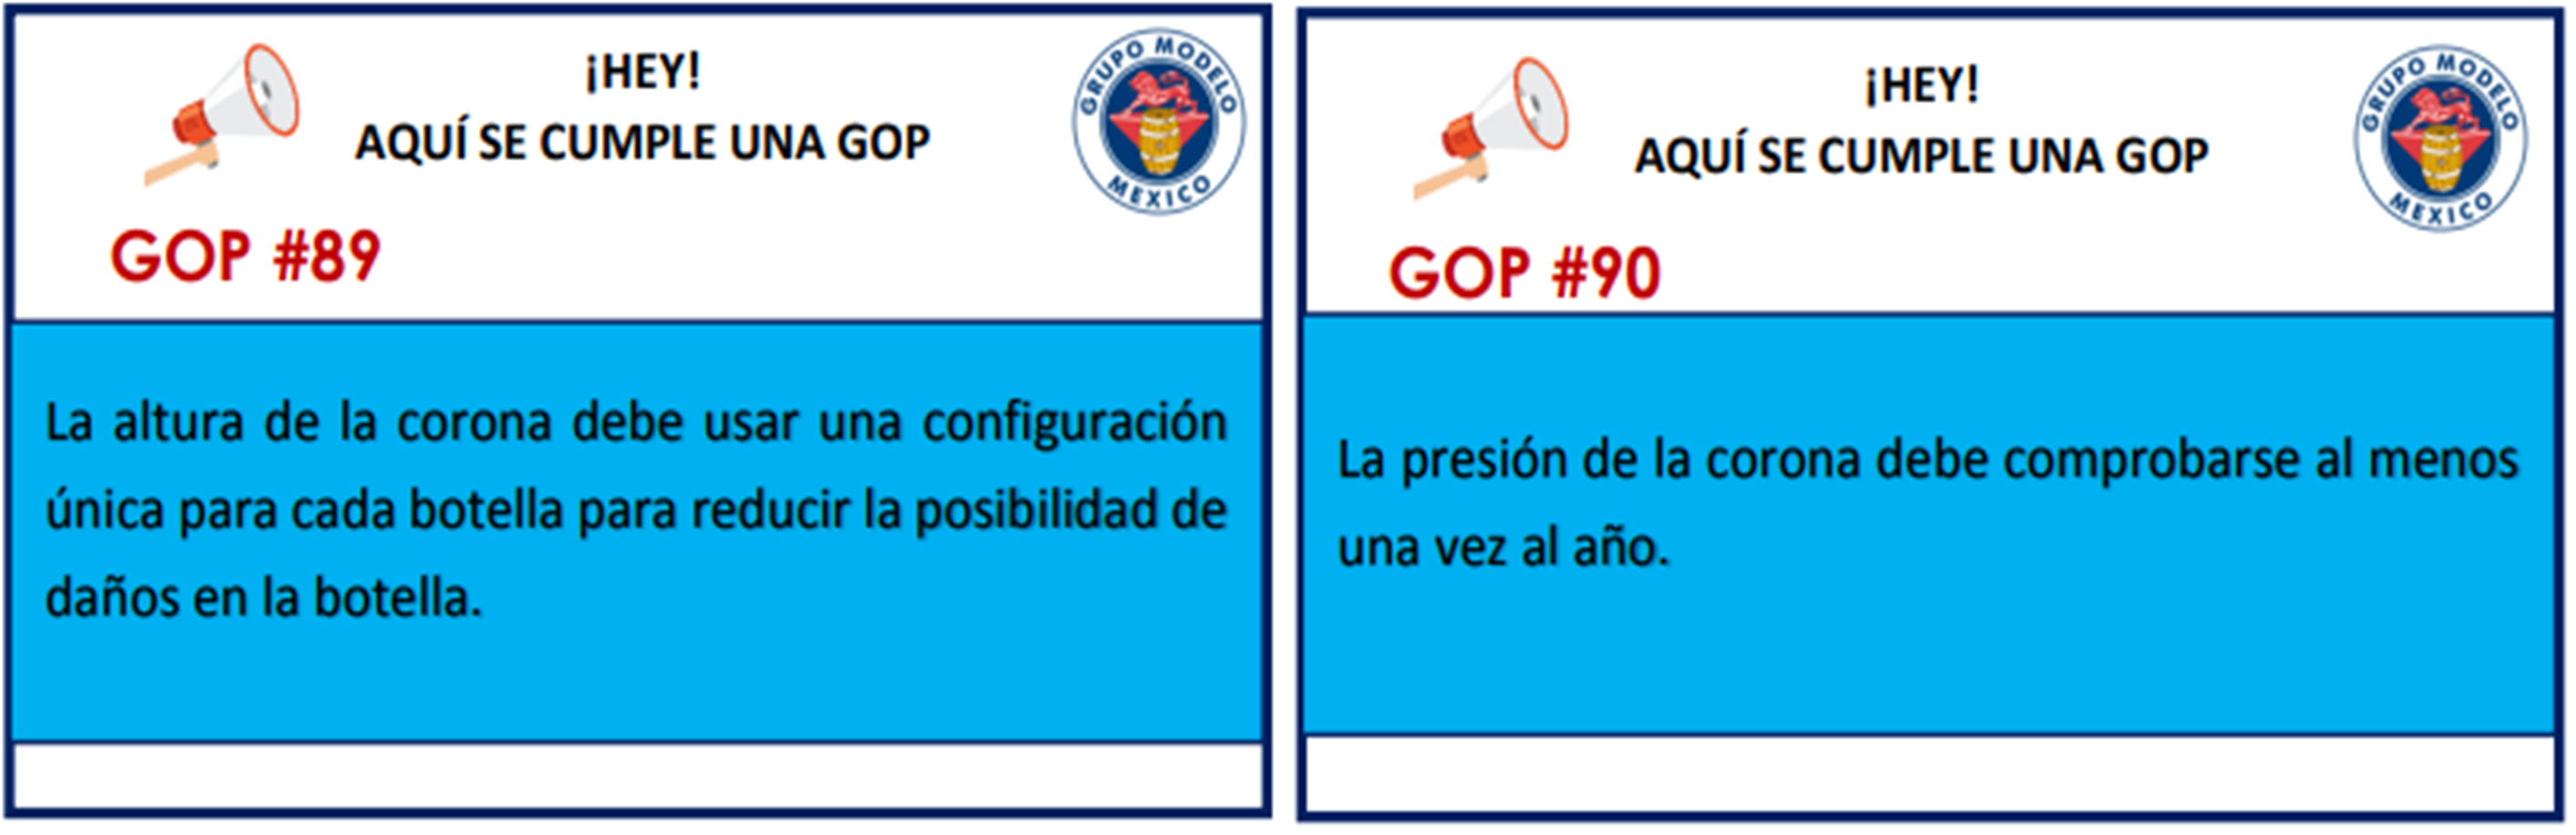 ¡HEY!
AQUÍ SE CUMPLE UNA GOP
GRUPO MODELO
MEXICO
GOP #89
La altura de la corona debe usar una configuración
única para cada botella para reducir la posibilidad de
daños en la botella.
¡HEY!
AQUÍ SE CUMPLE UNA GOP
GRUPO MODELO
MEXICO
GOP #90
La presión de la corona debe comprobarse al menos
una vez al año.